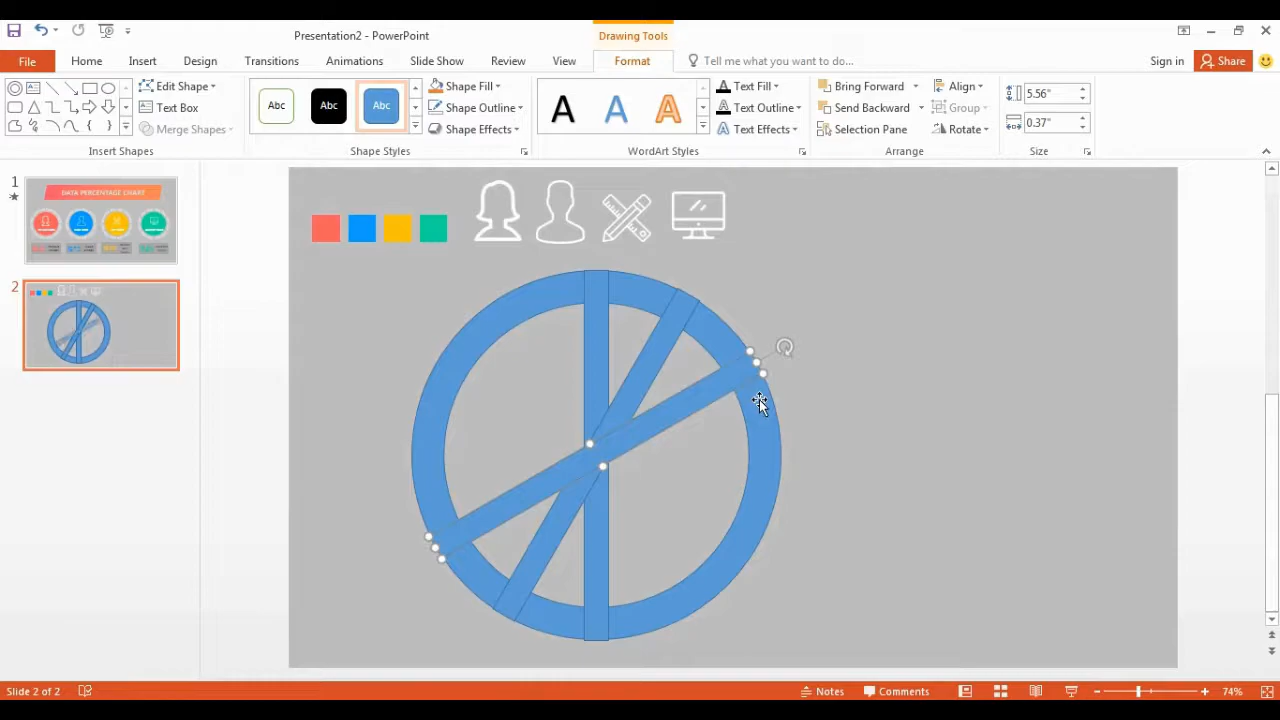 Presentation2 - PowerPoint
Drawing Tools
File
Home
Insert
Design
Transitions
Animations
Slide Show
Review
View
Format
Tell me what you want to do...
Sign in
Share
Edit Shape
Text Box
Merge Shapes
Insert Shapes
Abc
Abc
Abc
Shape Fill
Shape Outline
Shape Effects
Shape Styles
A
A
A
Text Fill
Text Outline
Text Effects
WordArt Styles
Bring Forward
Send Backward
Selection Pane
Align
Group
Rotate
Arrange
5.56"
0.37"
Size
1
DATA PERCENTAGE CHART
2
Slide 2 of 2
Notes
Comments
74%